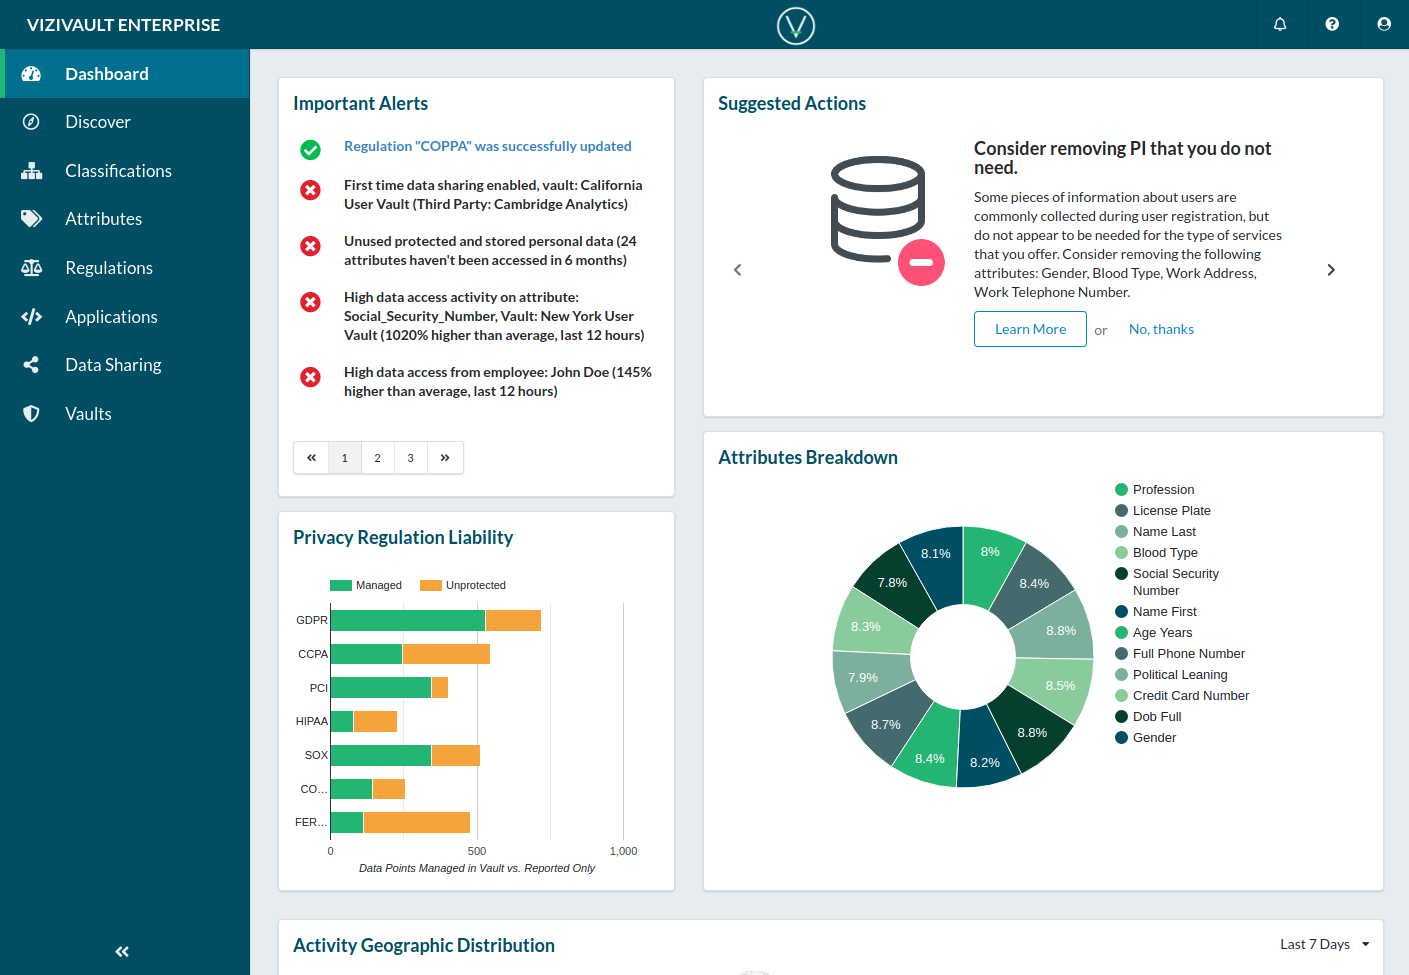 VIZIVAULT ENTERPRISE
Dashboard
Discover
Classifications
Attributes
Regulations
Applications
Data Sharing
Vaults
Important Alerts
Regulation "COPPA" was successfully updated
First time data sharing enabled, vault: California
User Vault (Third Party: Cambridge Analytics)
Unused protected and stored personal data (24
attributes haven't been accessed in 6 months)
High data access activity on attribute:
Social_Security_Number, Vault: New York User
Vault (1020% higher than average, last 12 hours)
High data access from employee: John Doe (145%
higher than average, last 12 hours)
« 1 2 3 »
Suggested Actions
Consider removing PI that you do not
need.
Some pieces of information about users are
commonly collected during user registration, but
do not appear to be needed for the type of services
that you offer. Consider removing the following
attributes: Gender, Blood Type, Work Address,
Work Telephone Number.
Learn More or No, thanks
Privacy Regulation Liability
Managed Unprotected
GDPR
CCPA
PCI
HIPAA
SOX
CO...
FER...
0 500 1,000
Data Points Managed in Vault vs. Reported Only
Attributes Breakdown
8%
8.4%
8.8%
8.5%
8.8%
8.2%
8.4%
8.7%
7.9%
8.3%
7.8%
8.1%
Profession
License Plate
Name Last
Blood Type
Social Security
Number
Name First
Age Years
Full Phone Number
Political Leaning
Credit Card Number
Dob Full
Gender
Activity Geographic Distribution
Last 7 Days